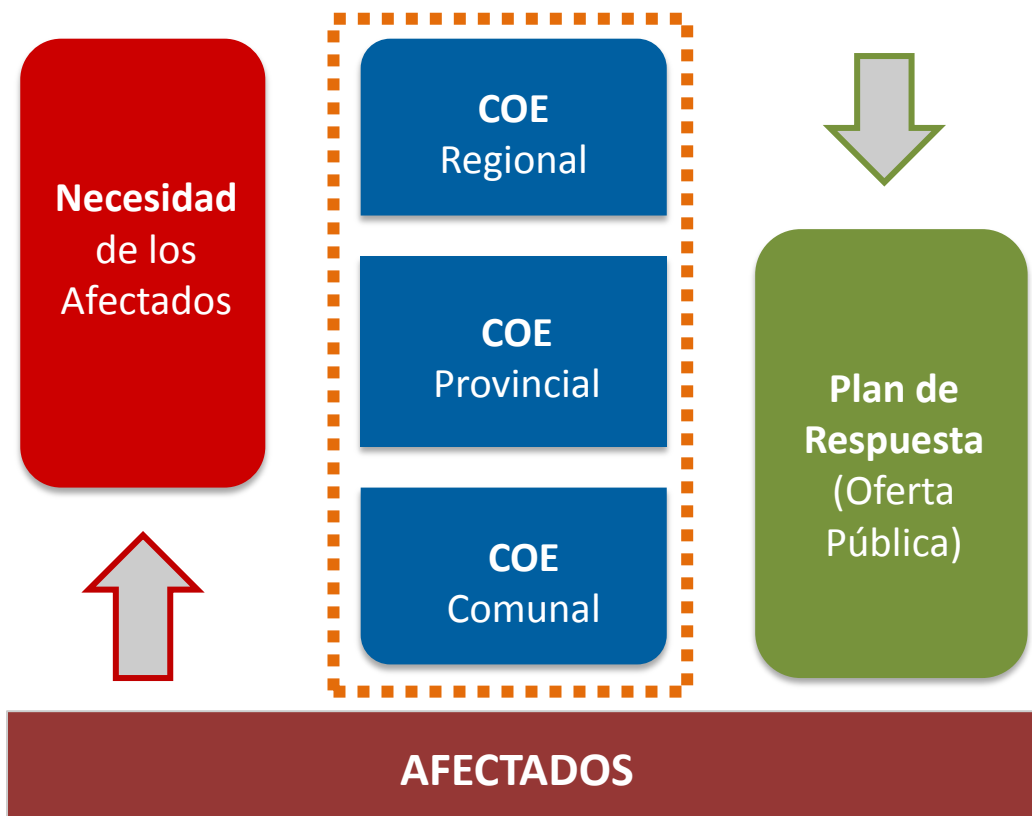 Necesidad
de los
Afectados
COE
Regional
COE
Provincial
COE
Comunal
Plan de
Respuesta
(Oferta
Pública)
AFECTADOS